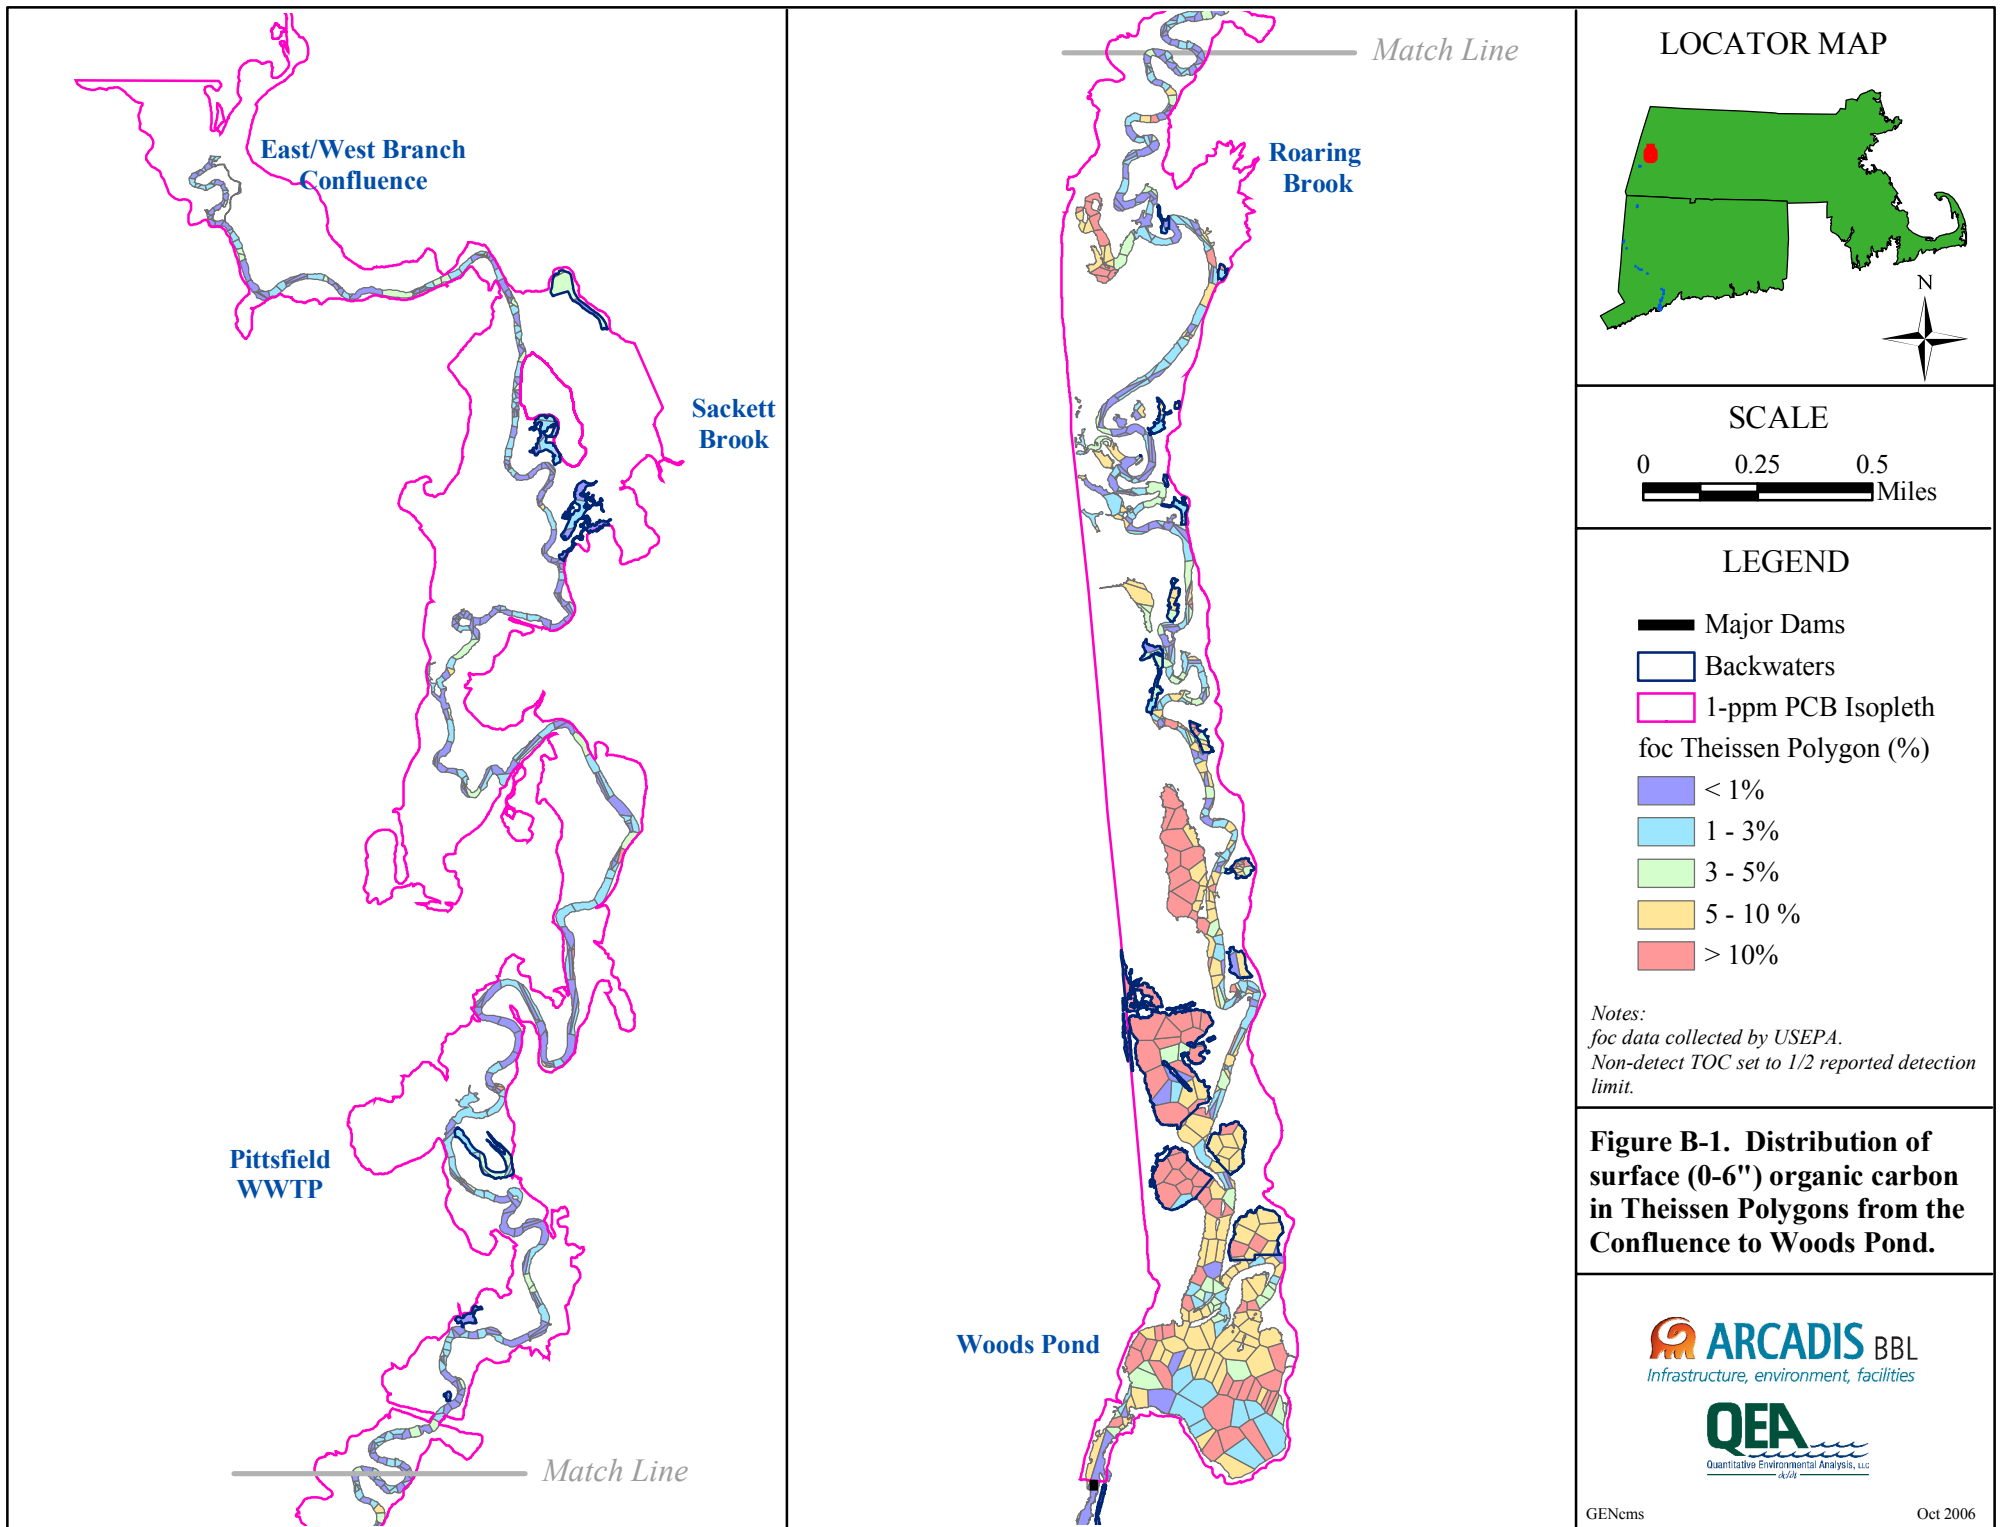 East/West Branch
Confluence
Sackett
Brook
Pittsfield
WWTP
Match Line
Match Line
Roaring
Brook
Woods Pond
LOCATOR MAP
N
SCALE
0 0.25 0.5
Miles
LEGEND
Major Dams
Backwaters
1-ppm PCB Isopleth
foc Theissen Polygon (%)
< 1%
1 - 3%
3 - 5%
5 - 10 %
> 10%
Notes:
foc data collected by USEPA.
Non-detect TOC set to 1/2 reported detection
limit.
Figure B-1. Distribution of
surface (0-6") organic carbon
in Theissen Polygons from the
Confluence to Woods Pond.
ARCADIS BBL
Infrastructure, environment, facilities
QEA
Quantitative Environmental Analysis, LLC
GENcms Oct 2006